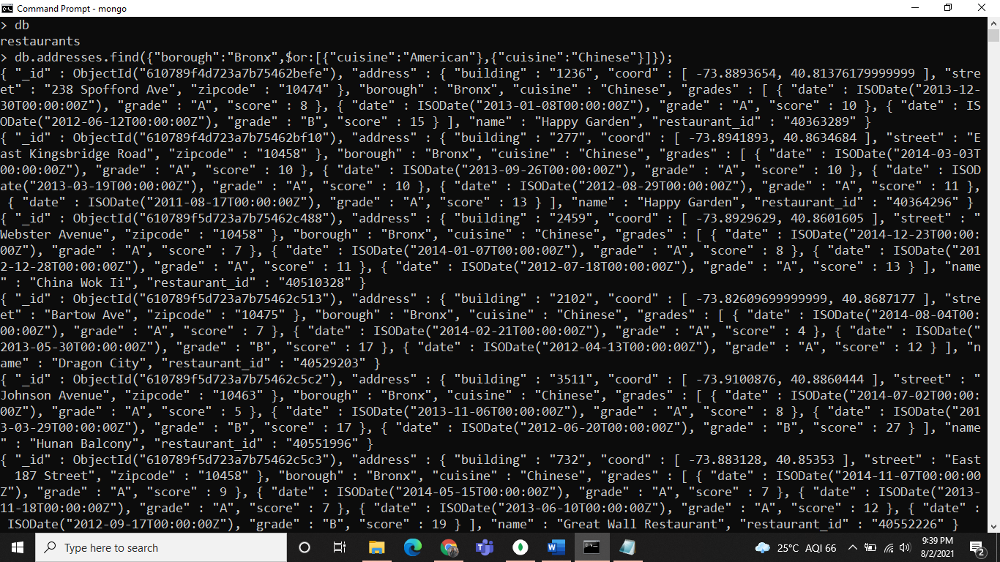 Command Prompt - mongo
> db
restaurants
> db.addresses.find({"borough":"Bronx",$or:[{"cuisine":"American"},{"cuisine":"Chinese"}]});
{ "_id" : ObjectId("610789f4d723a7b75462befe"), "address" : { "building" : "1236", "coord" : [ -73.8893654, 40.81376179999999 ], "stre
et" : "238 Spofford Ave", "zipcode" : "10474" }, "borough" : "Bronx", "cuisine" : "Chinese", "grades" : [ { "date" : ISODate("2013-12-
30T00:00:00Z"), "grade" : "A", "score" : 8 }, { "date" : ISODate("2013-01-08T00:00:00Z"), "grade" : "A", "score" : 10 }, { "date" : IS
ODate("2012-06-12T00:00:00Z"), "grade" : "B", "score" : 15 } ], "name" : "Happy Garden", "restaurant_id" : "40363289" }
{ "_id" : ObjectId("610789f4d723a7b75462bf10"), "address" : { "building" : "277", "coord" : [ -73.8941893, 40.8634684 ], "street" : "E
ast Kingsbridge Road", "zipcode" : "10458" }, "borough" : "Bronx", "cuisine" : "Chinese", "grades" : [ { "date" : ISODate("2014-03-03T
00:00:00Z"), "grade" : "A", "score" : 10 }, { "date" : ISODate("2013-09-26T00:00:00Z"), "grade" : "A", "score" : 10 }, { "date" : ISOD
ate("2013-03-19T00:00:00Z"), "grade" : "A", "score" : 10 }, { "date" : ISODate("2012-08-29T00:00:00Z"), "grade" : "A", "score" : 11 },
 { "date" : ISODate("2011-08-17T00:00:00Z"), "grade" : "A", "score" : 13 } ], "name" : "Happy Garden", "restaurant_id" : "40364296" }
{ "_id" : ObjectId("610789f5d723a7b75462c488"), "address" : { "building" : "2459", "coord" : [ -73.8929629, 40.8601605 ], "street" : "
Webster Avenue", "zipcode" : "10458" }, "borough" : "Bronx", "cuisine" : "Chinese", "grades" : [ { "date" : ISODate("2014-12-23T00:00:
00Z"), "grade" : "A", "score" : 7 }, { "date" : ISODate("2014-01-07T00:00:00Z"), "grade" : "A", "score" : 8 }, { "date" : ISODate("201
2-12-28T00:00:00Z"), "grade" : "A", "score" : 11 }, { "date" : ISODate("2012-07-18T00:00:00Z"), "grade" : "A", "score" : 13 } ], "name
" : "China Wok Ii", "restaurant_id" : "40510328" }
{ "_id" : ObjectId("610789f5d723a7b75462c513"), "address" : { "building" : "2102", "coord" : [ -73.82609699999999, 40.8687177 ], "stre
et" : "Bartow Ave", "zipcode" : "10475" }, "borough" : "Bronx", "cuisine" : "Chinese", "grades" : [ { "date" : ISODate("2014-08-04T00:
00:00Z"), "grade" : "A", "score" : 7 }, { "date" : ISODate("2014-02-21T00:00:00Z"), "grade" : "A", "score" : 4 }, { "date" : ISODate("
2013-05-30T00:00:00Z"), "grade" : "B", "score" : 17 }, { "date" : ISODate("2012-04-13T00:00:00Z"), "grade" : "A", "score" : 12 } ], "n
ame" : "Dragon City", "restaurant_id" : "40529203" }
{ "_id" : ObjectId("610789f5d723a7b75462c5c2"), "address" : { "building" : "3511", "coord" : [ -73.9100876, 40.8860444 ], "street" : "
Johnson Avenue", "zipcode" : "10463" }, "borough" : "Bronx", "cuisine" : "Chinese", "grades" : [ { "date" : ISODate("2014-07-02T00:00:
00Z"), "grade" : "A", "score" : 5 }, { "date" : ISODate("2013-11-06T00:00:00Z"), "grade" : "A", "score" : 8 }, { "date" : ISODate("201
3-03-29T00:00:00Z"), "grade" : "B", "score" : 17 }, { "date" : ISODate("2012-06-20T00:00:00Z"), "grade" : "B", "score" : 27 } ], "name
" : "Hunan Balcony", "restaurant_id" : "40551996" }
{ "_id" : ObjectId("610789f5d723a7b75462c5c3"), "address" : { "building" : "732", "coord" : [ -73.883128, 40.85353 ], "street" : "East
  187 Street", "zipcode" : "10458" }, "borough" : "Bronx", "cuisine" : "Chinese", "grades" : [ { "date" : ISODate("2014-11-07T00:00:00
Z"), "grade" : "A", "score" : 9 }, { "date" : ISODate("2014-05-15T00:00:00Z"), "grade" : "A", "score" : 7 }, { "date" : ISODate("2013-
11-18T00:00:00Z"), "grade" : "A", "score" : 7 }, { "date" : ISODate("2013-06-10T00:00:00Z"), "grade" : "A", "score" : 12 }, { "date" :
 ISODate("2012-09-17T00:00:00Z"), "grade" : "B", "score" : 19 } ], "name" : "Great Wall Restaurant", "restaurant_id" : "40552226" }
Type here to search
25°C AQI 66
9:39 PM
8/2/2021
2